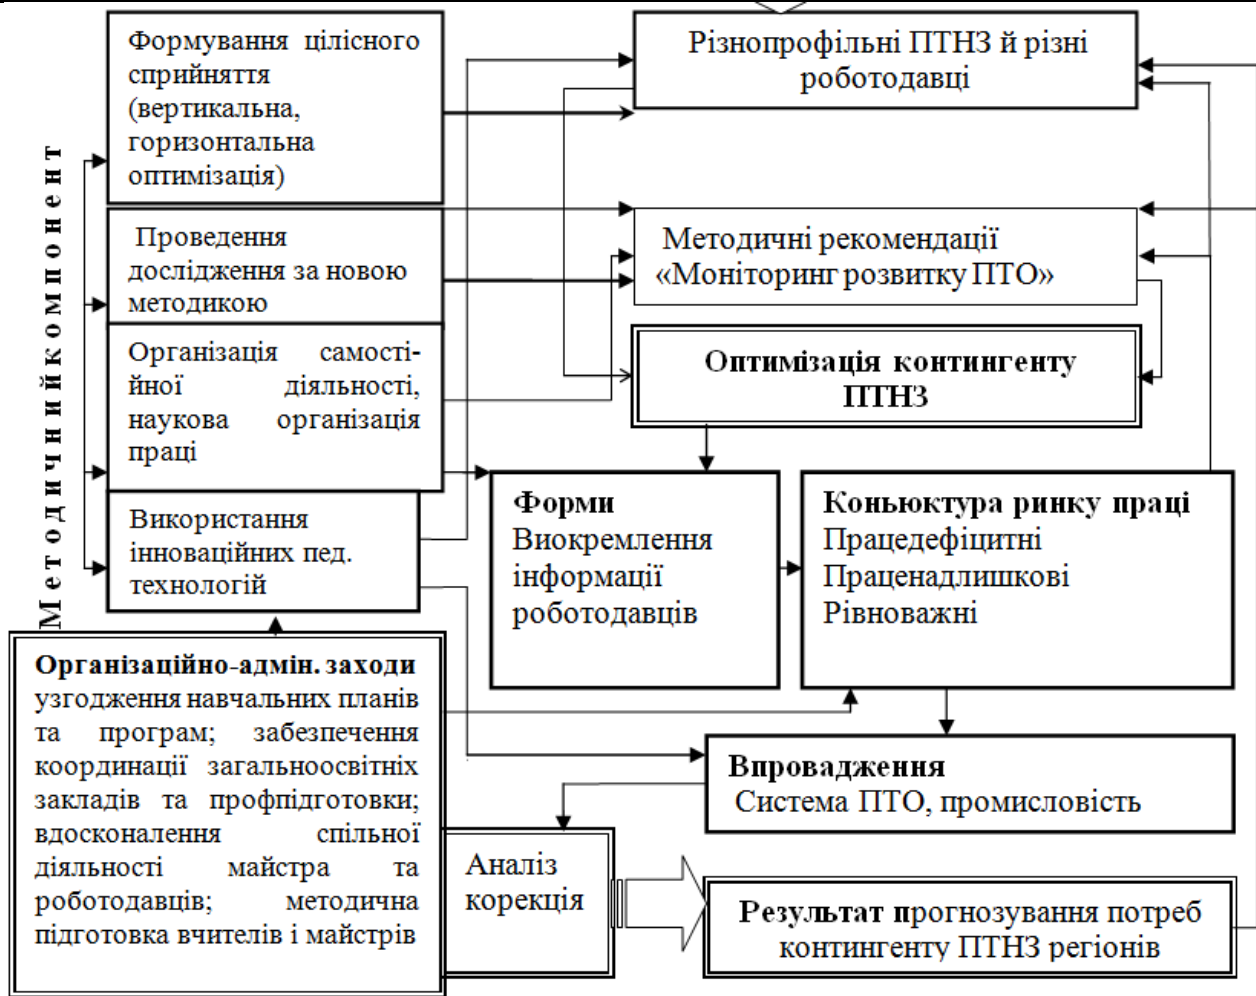 Формування цілісного
сприйняття
(вертикальна,
горизонтальна
оптимізація)
Різнопрофільні ПТНЗ й різні
роботодавці
Методичнийкомпонент
Проведення
дослідження за новою
методикою
Методичні рекомендації
«Моніторинг розвитку ПТО»
Організація самості-
йної діяльності,
наукова організація
праці
Оптимізація контингенту
ПТНЗ
Використання
інноваційних пед.
технологій
Форми
Виокремлення
інформації
роботодавців
Коньюктура ринку праці
Працедефіцитні
Праценадлишкові
Рівноважні
Організаційно-адмін. заходи
узгодження навчальних планів
та програм; забезпечення
координації загальноосвітніх
закладів та профпідготовки;
вдосконалення спільної
діяльності майстра та
роботодавців; методична
підготовка вчителів і майстрів
Впровадження
Система ПТО, промисловість
Аналіз
корекція
Результат прогнозування потреб
контингенту ПТНЗ регіонів